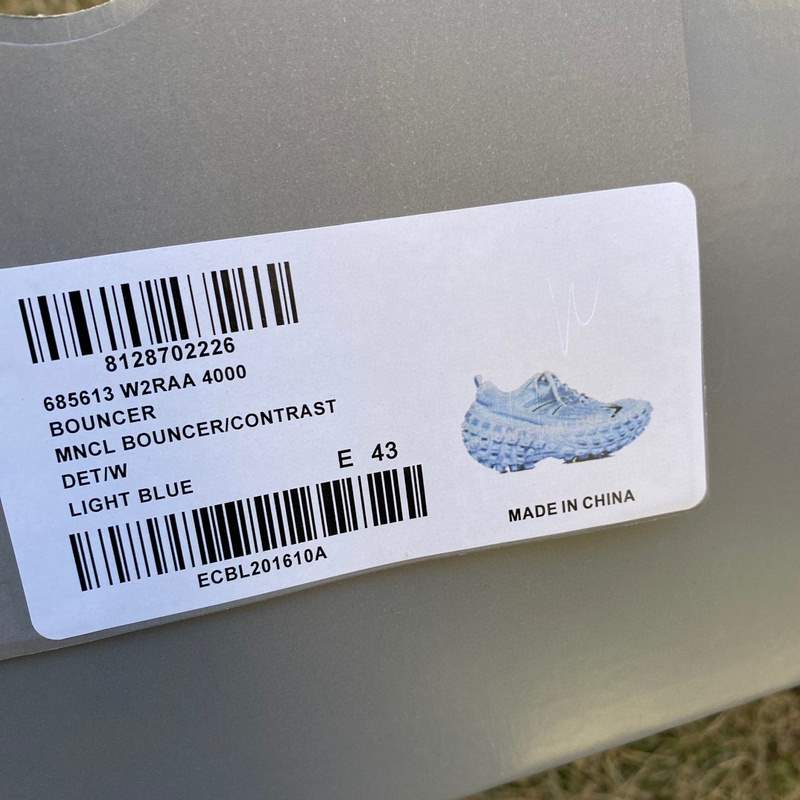 8128702226
685613 W2RAA 4000
BOUNCER
MNCL BOUNCER/CONTRAST
DET/W
LIGHT BLUE
E 43
ECBL201610A
MADE IN CHINA